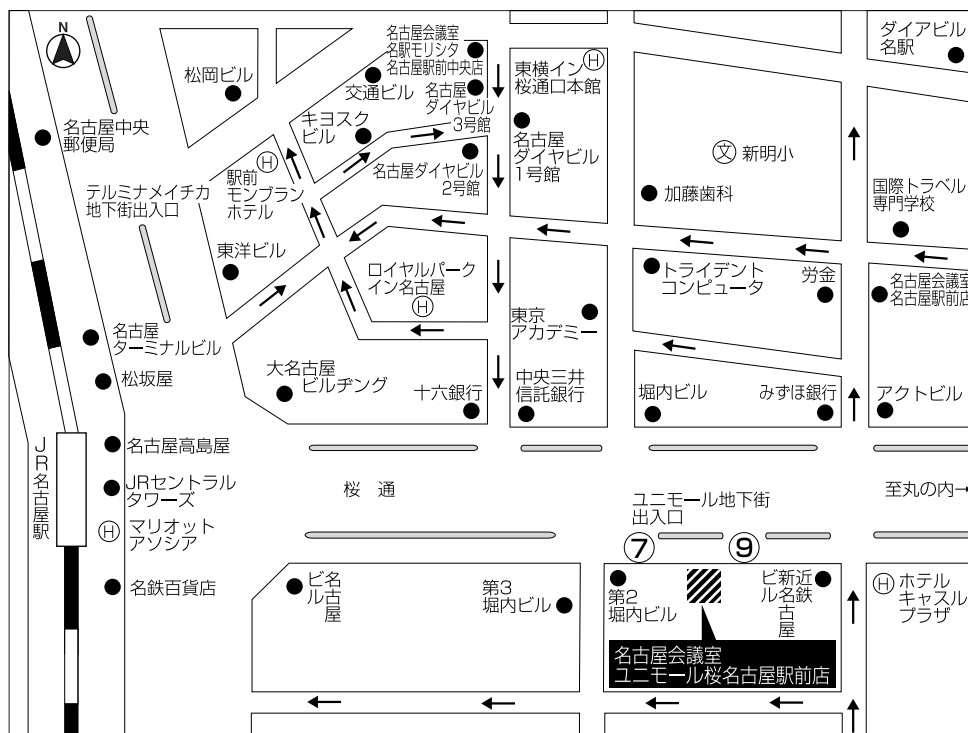 N
名古屋会議室
名駅モリシタ
名古屋駅前中央店
ダイアビル
名駅
松岡ビル
交通ビル
名古屋
ダイヤビル
3号館
東横イン
桜通口本館
H
キヨスク
ビル
名古屋中央
郵便局
名古屋
ダイヤビル
1号館
文 新明小
H
駅前
モンブラン
ホテル
名古屋ダイヤビル
2号館
テルミナメイチカ
地下街出入口
加藤歯科
国際トラベル
専門学校
東洋ビル
ロイヤルパーク
イン名古屋
H
トライデント
コンピュータ
労金
名古屋会議室
名古屋駅前店
東京
アカデミー
名古屋
ターミナルビル
松坂屋
大名古屋
ビルヂング
十六銀行
中央三井
信託銀行
堀内ビル
みずほ銀行
アクトビル
JR名古屋駅
名古屋高島屋
JRセントラル
タワーズ
H マリオット
アソシア
名鉄百貨店
桜 通
ユニモール地下街
出入口
至丸の内→
7
9
名古屋
ビル
第3
堀内ビル
第2
堀内ビル
近鉄
新名古屋
ビル
H ホテル
キャッスル
プラザ
名古屋会議室
ユニモール桜名古屋駅前店